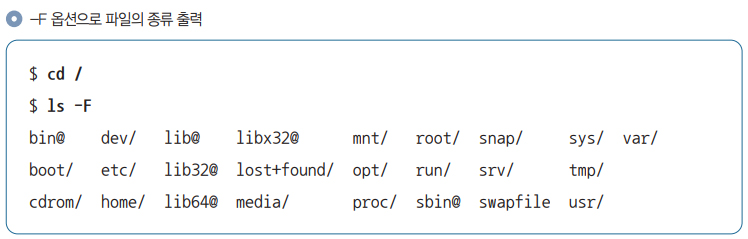 -F 옵션으로 파일의 종류 출력
$ cd /
$ ls -F
bin@ dev/ lib@ libx32@ mnt/ root/ snap/ sys/ var/
boot/ etc/ lib32@ lost+found/ opt/ run/ srv/ tmp/
cdrom/ home/ lib64@ media/ proc/ sbin@ swapfile usr/